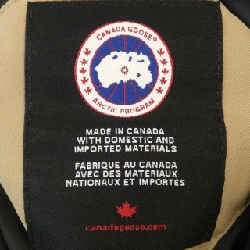 CANADA GOOSE®
ARCTIC PROGRAM
MADE IN CANADA
WITH DOMESTIC AND
IMPORTED MATERIALS
FABRIQUE AU CANADA
AVEC DES MATERIAUX
NATIONAUX ET IMPORTES
canadagoose.com